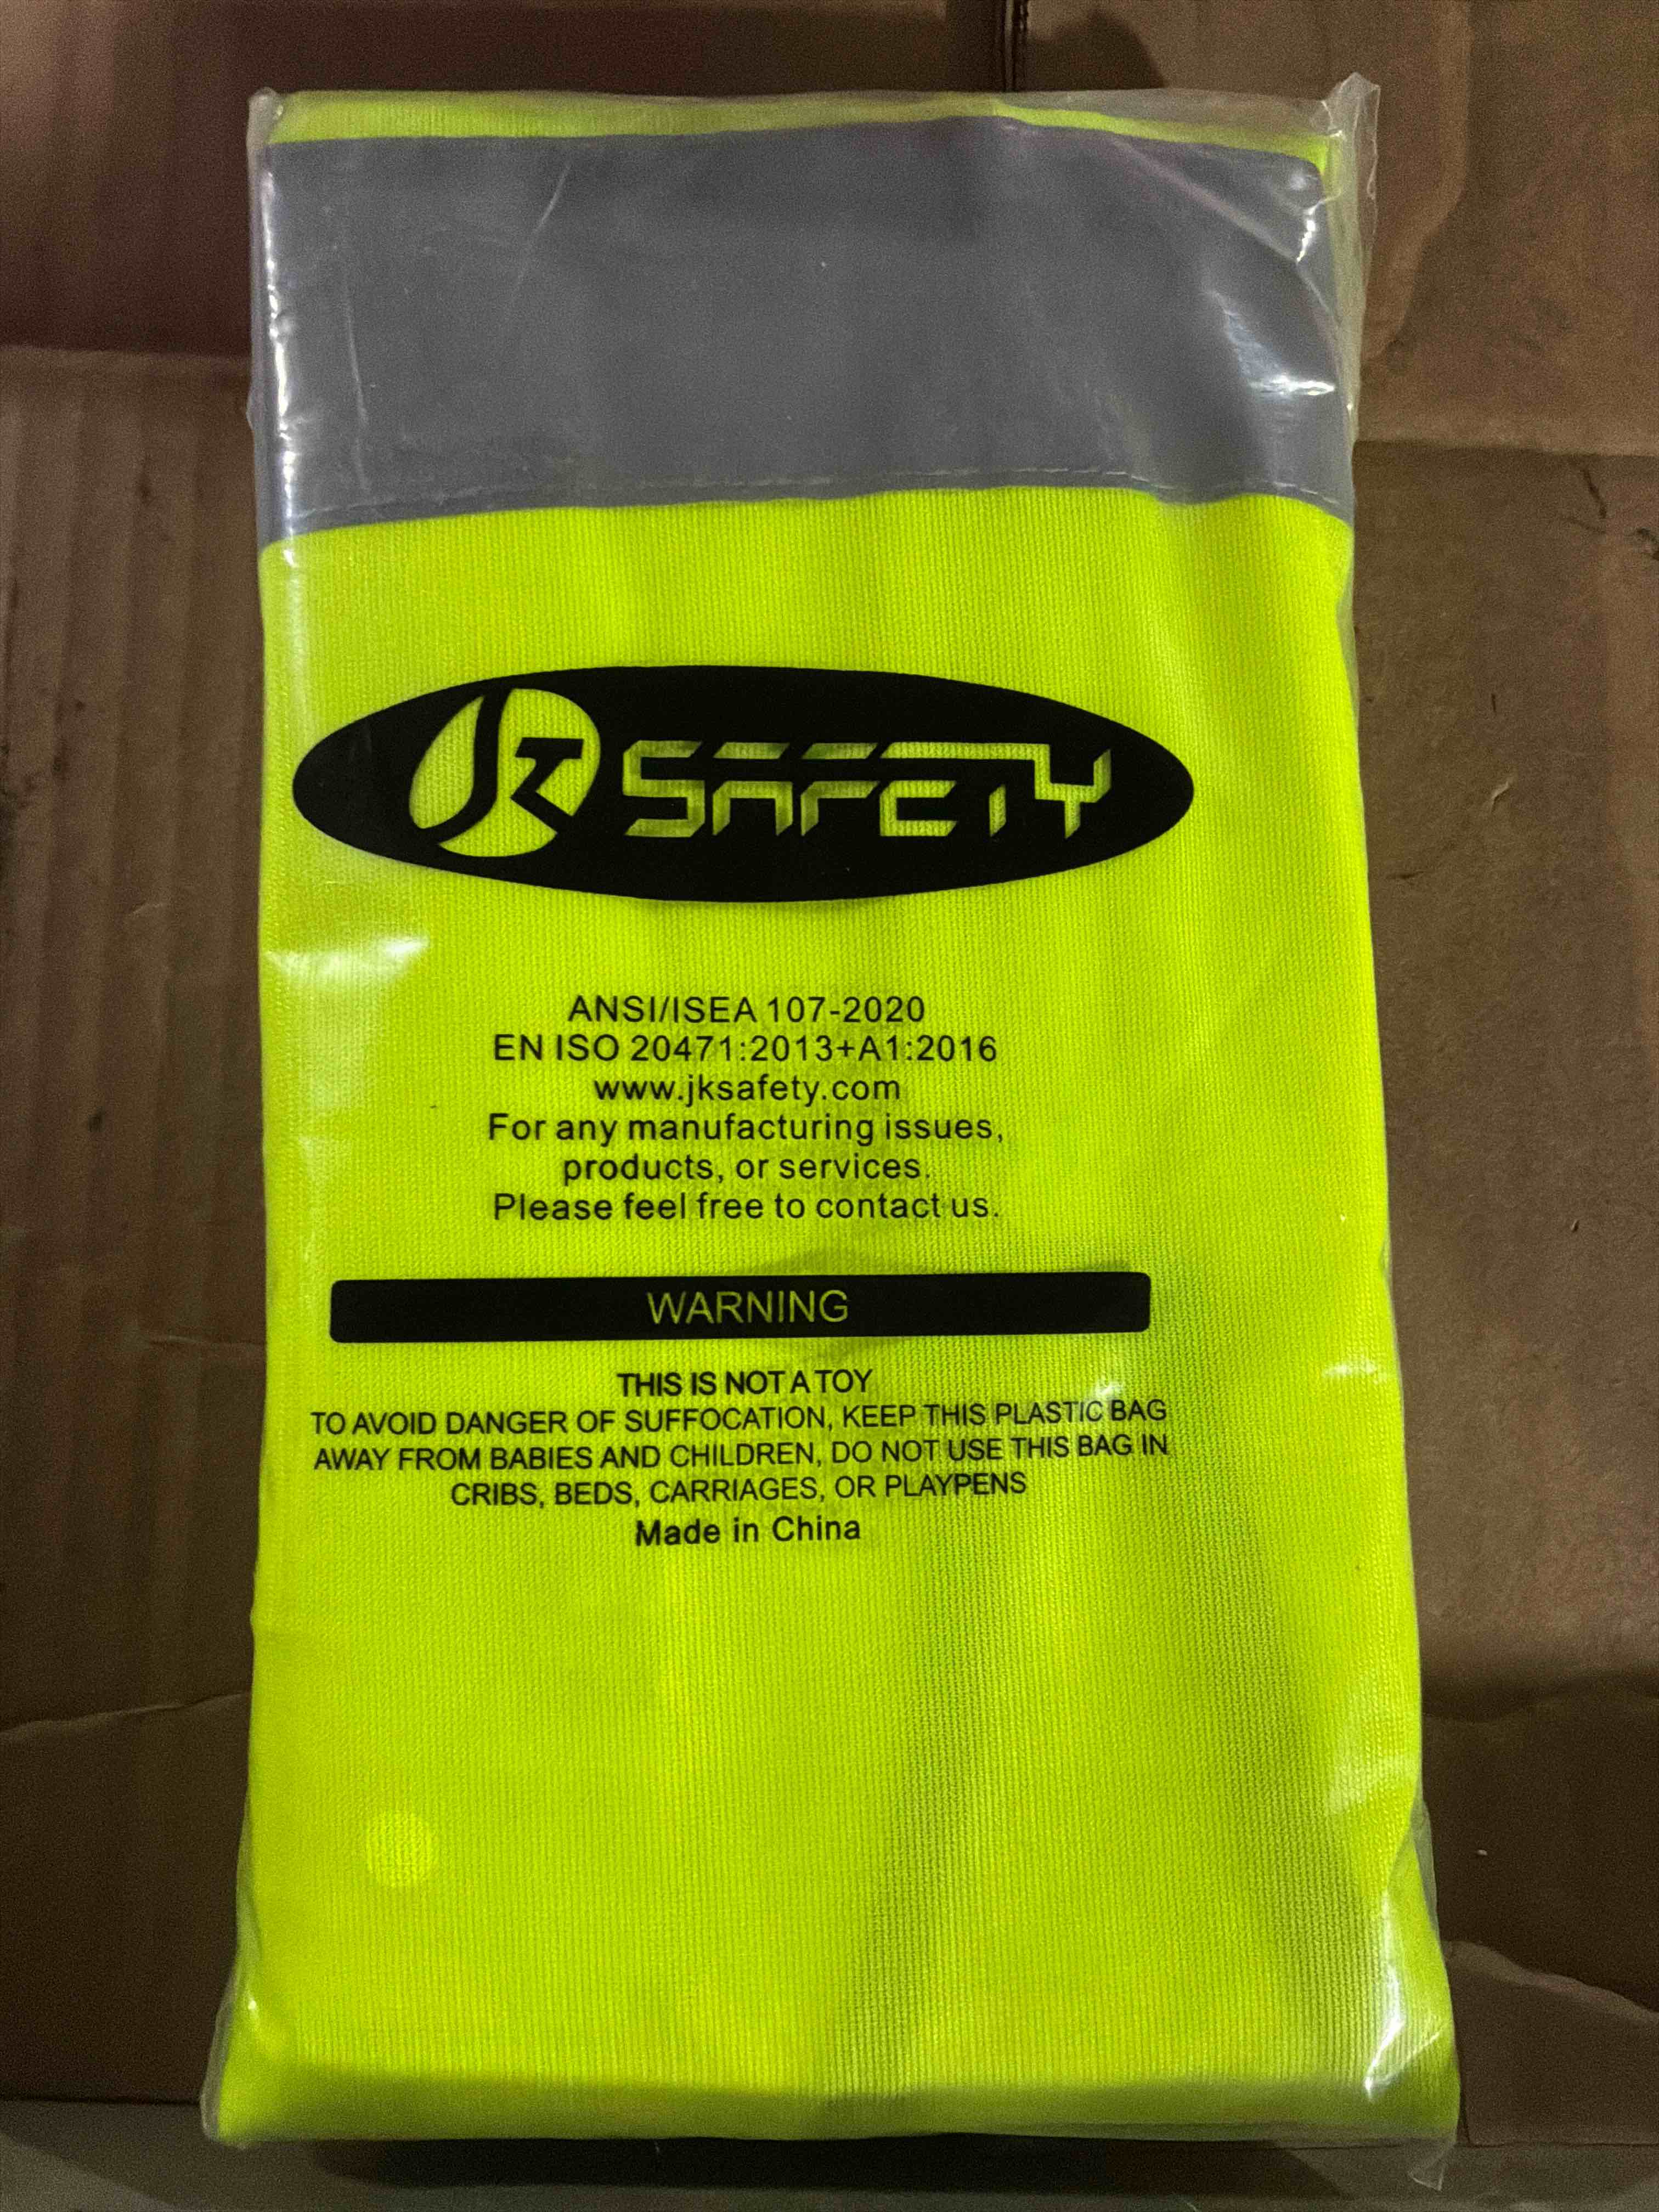 JK SAFETY
ANSI/ISEA 107-2020
EN ISO 20471:2013+A1:2016
www.jksafety.com
For any manufacturing issues,
products, or services.
Please feel free to contact us.
WARNING
THIS IS NOT A TOY
TO AVOID DANGER OF SUFFOCATION, KEEP THIS PLASTIC BAG
AWAY FROM BABIES AND CHILDREN, DO NOT USE THIS BAG IN
CRIBS, BEDS, CARRIAGES, OR PLAYPENS
Made in China